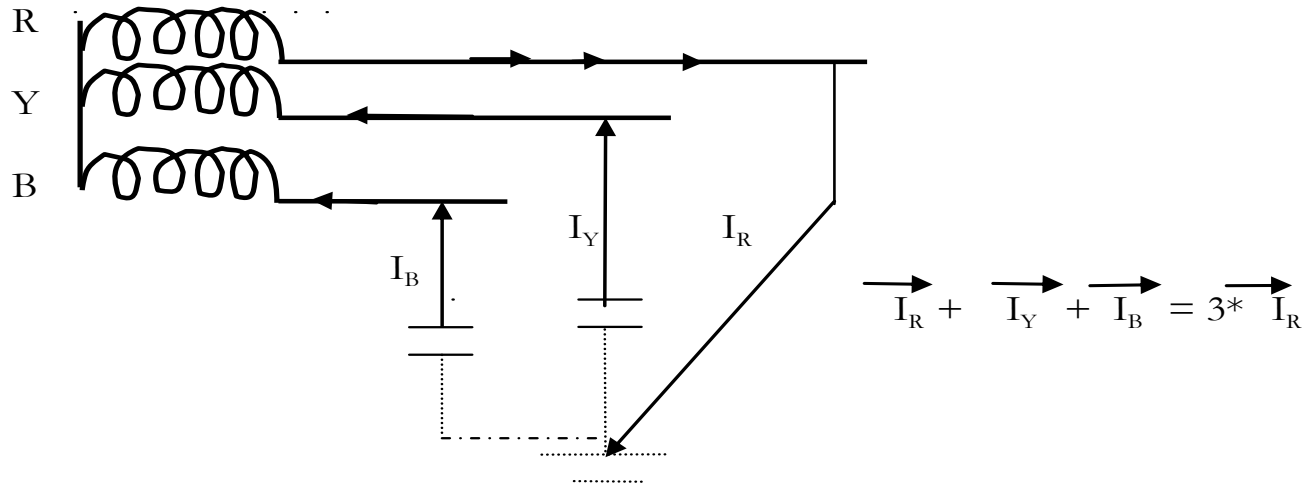 R
Y
B
I_Y
I_R
I_B
I_R + I_Y + I_B = 3* I_R